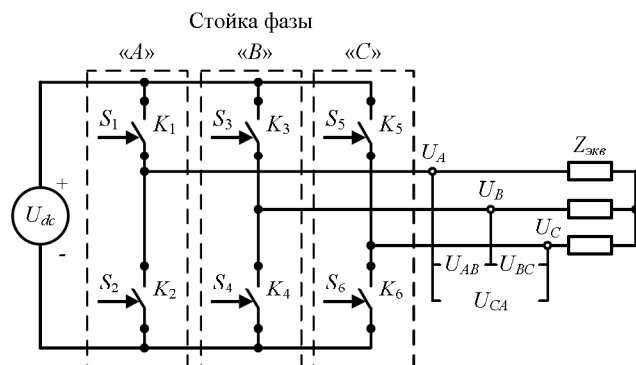 Стойка фазы
«A» «B» «C»
S1 K1 S3 K3 S5 K5
UA Zэкв
+
Udc
-
UB
UC
UAB UBC
S2 K2 S4 K4 S6 K6
UCA